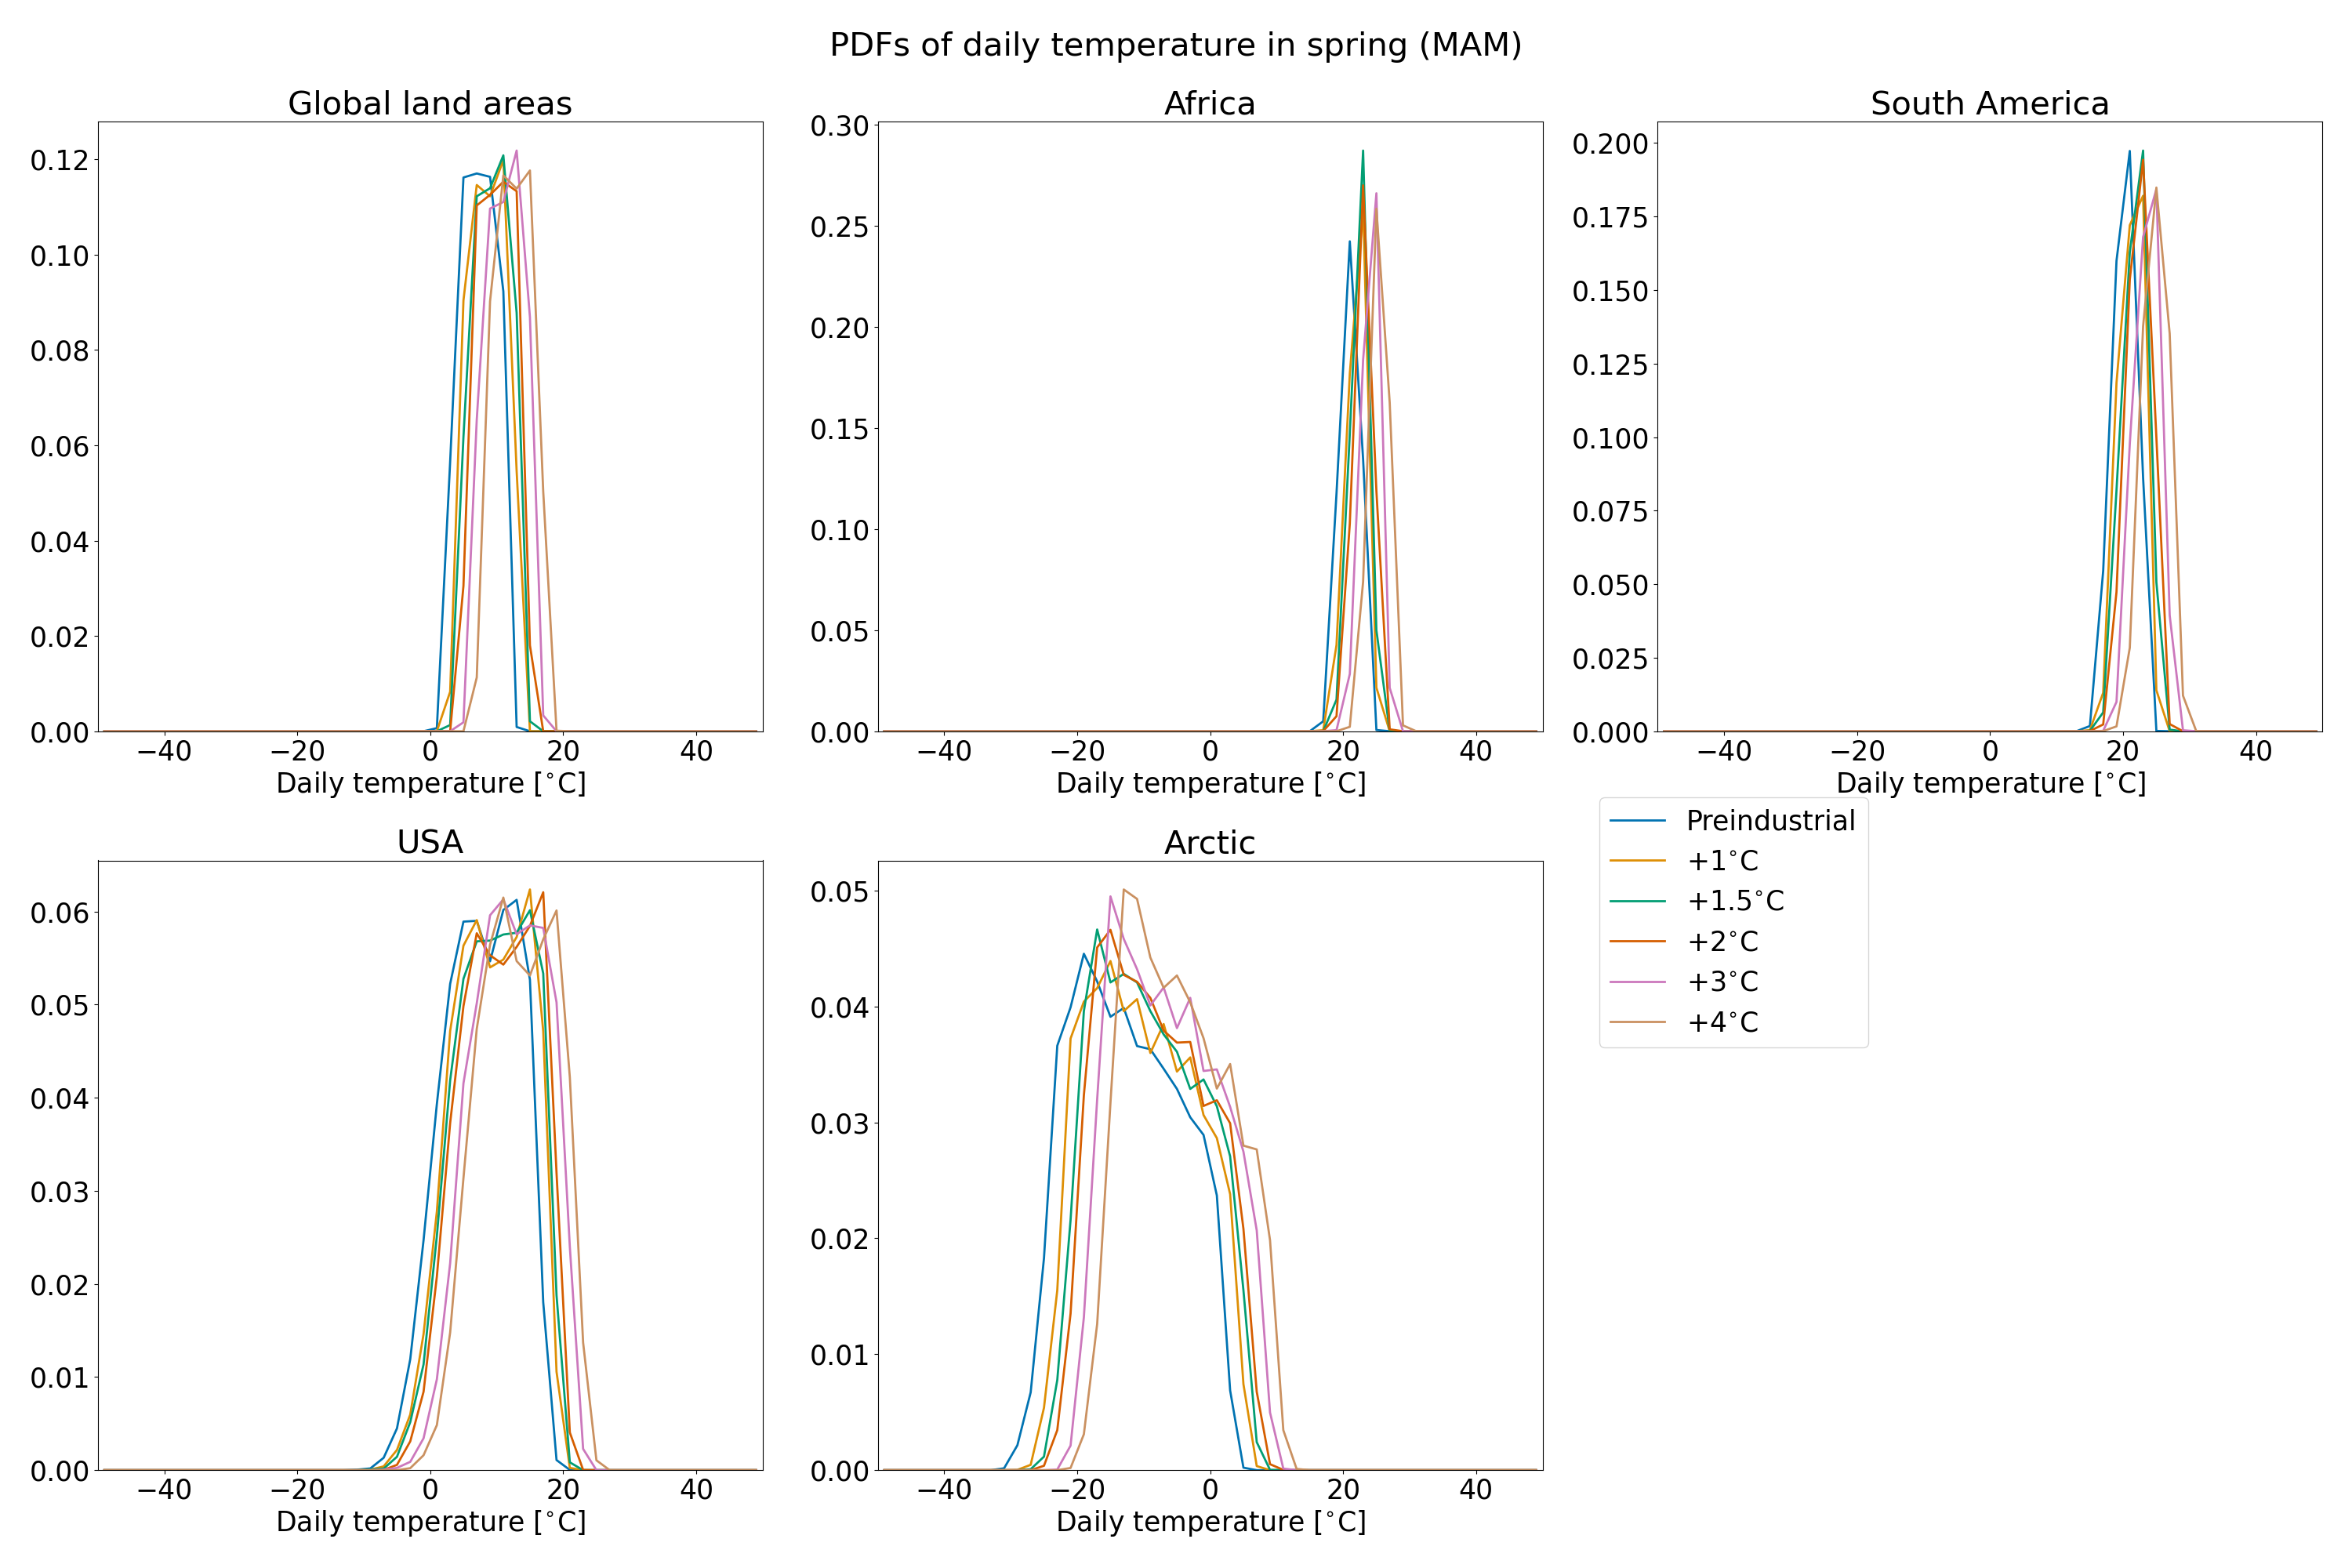 PDFs of daily temperature in spring (MAM)
Global land areas
0.12
0.10
0.08
0.06
0.04
0.02
0.00
−40 −20 0 20 40
Daily temperature [°C]
Africa
0.30
0.25
0.20
0.15
0.10
0.05
0.00
−40 −20 0 20 40
Daily temperature [°C]
South America
0.200
0.175
0.150
0.125
0.100
0.075
0.050
0.025
0.000
−40 −20 0 20 40
Daily temperature [°C]
USA
0.06
0.05
0.04
0.03
0.02
0.01
0.00
−40 −20 0 20 40
Daily temperature [°C]
Arctic
0.05
0.04
0.03
0.02
0.01
0.00
−40 −20 0 20 40
Daily temperature [°C]
Preindustrial
+1°C
+1.5°C
+2°C
+3°C
+4°C